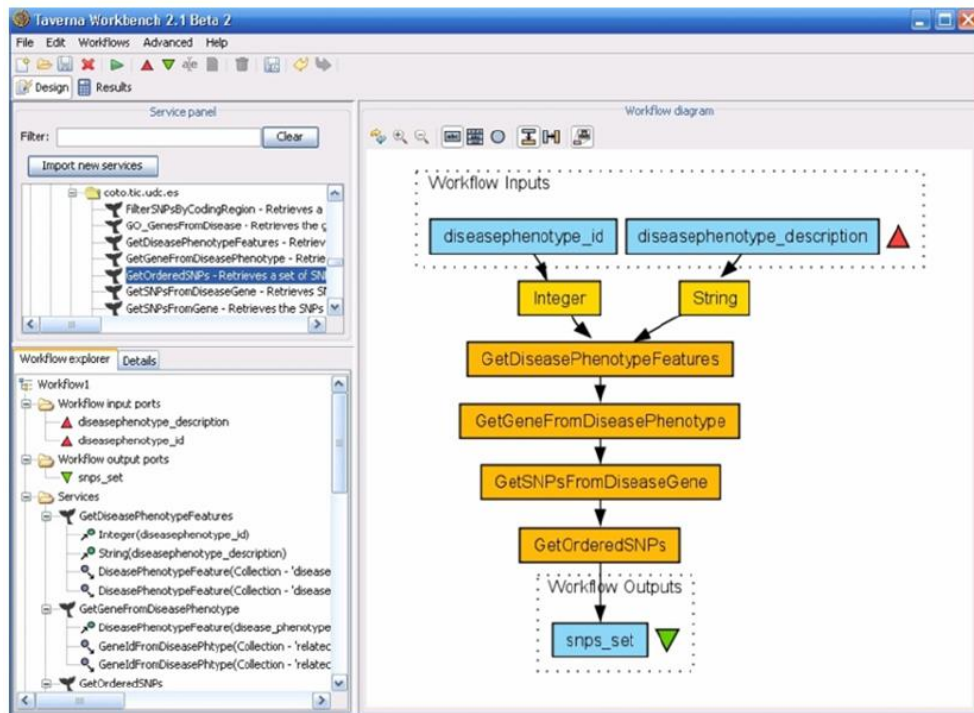 Taverna Workbench 2.1 Beta 2
File Edit Workflows Advanced Help
Design Results
Service panel
Filter: Clear
Import new services
coto.tic.udc.es
FilterSNPsByCodingRegion - Retrieves a
GO_GenesFromDisease - Retrieves the g
GetDiseasePhenotypeFeatures - Retriev
GetGeneFromDiseasePhenotype - Retrie
GetOrderedSNPs - Retrieves a set of SN
GetSNPsFromDiseaseGene - Retrieves SN
GetSNPsFromGene - Retrieves the SNPs
Workflow explorer Details
Workflow1
Workflow input ports
diseasephenotype_description
diseasephenotype_id
Workflow output ports
snps_set
Services
GetDiseasePhenotypeFeatures
Integer(diseasephenotype_id)
String(diseasephenotype_description)
DiseasePhenotypeFeature(Collection - 'disease
DiseasePhenotypeFeature(Collection - 'disease
GetGeneFromDiseasePhenotype
DiseasePhenotypeFeature(disease_phenotype
GeneIdFromDiseasePhtype(Collection - 'relatec
GeneIdFromDiseasePhtype(Collection - 'relatec
GetOrderedSNPs
Workflow diagram
abc
Workflow Inputs
diseasephenotype_id diseasephenotype_description
Integer String
GetDiseasePhenotypeFeatures
GetGeneFromDiseasePhenotype
GetSNPsFromDiseaseGene
GetOrderedSNPs
Workflow Outputs
snps_set